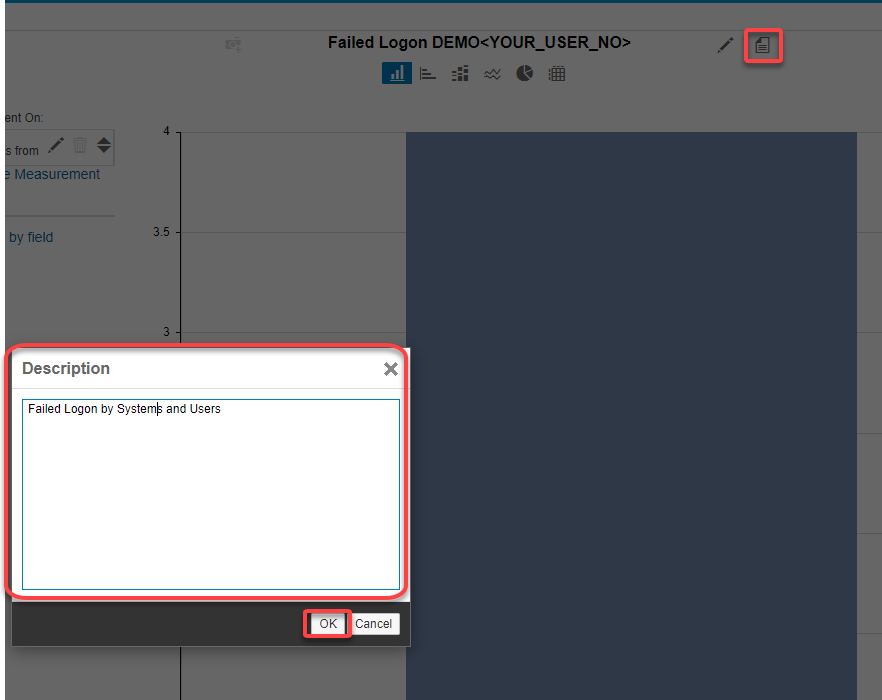 Failed Logon DEMO<YOUR_USER_NO>
ent On:
s from
e Measurement
by field
4
3.5
3
Description
Failed Logon by Systems and Users
OK
Cancel